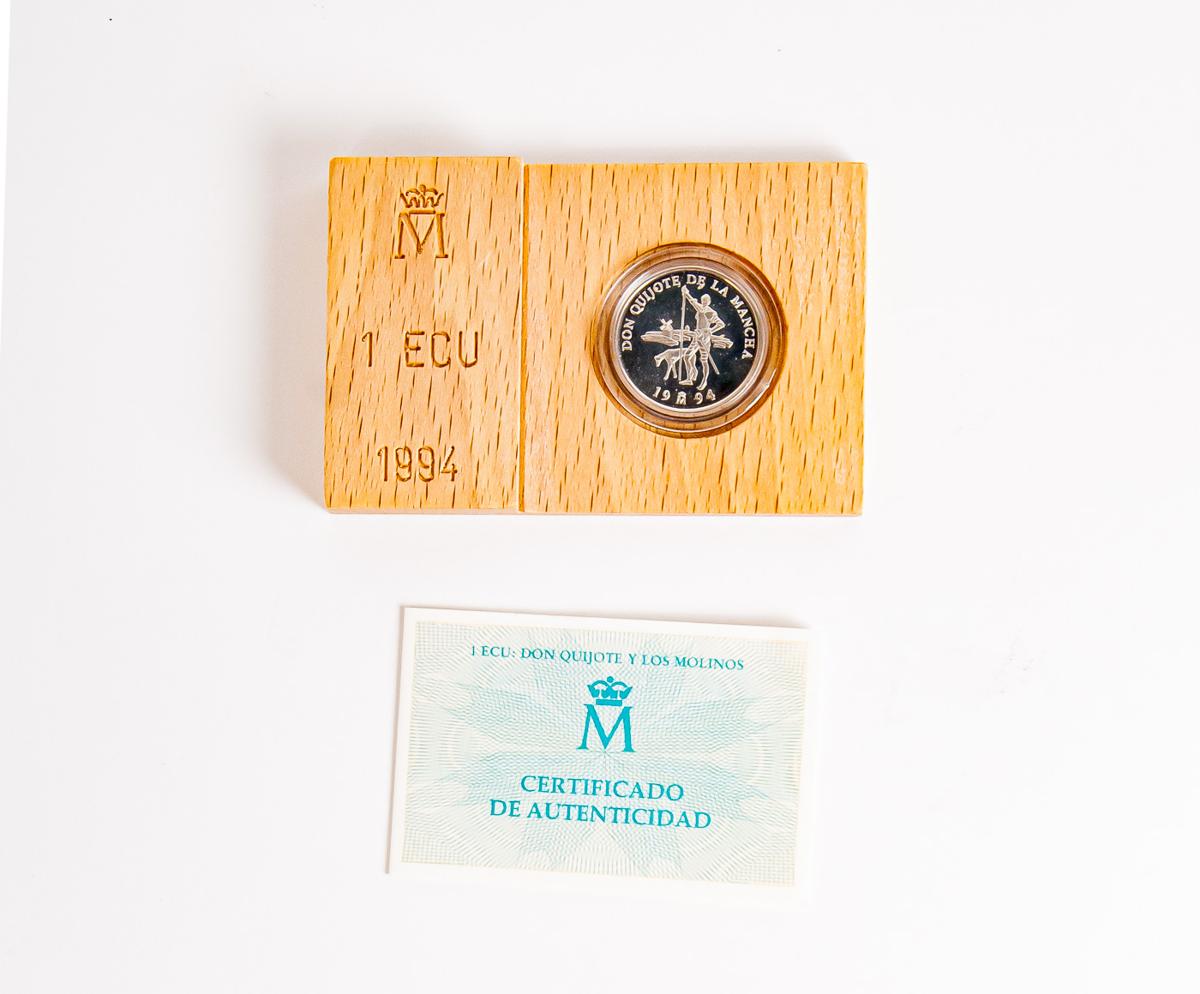 M
1 ECU
1994
DON QUIJOTE DE LA MANCHA
19 M 94
1 ECU: DON QUIJOTE Y LOS MOLINOS
M
CERTIFICADO
DE AUTENTICIDAD